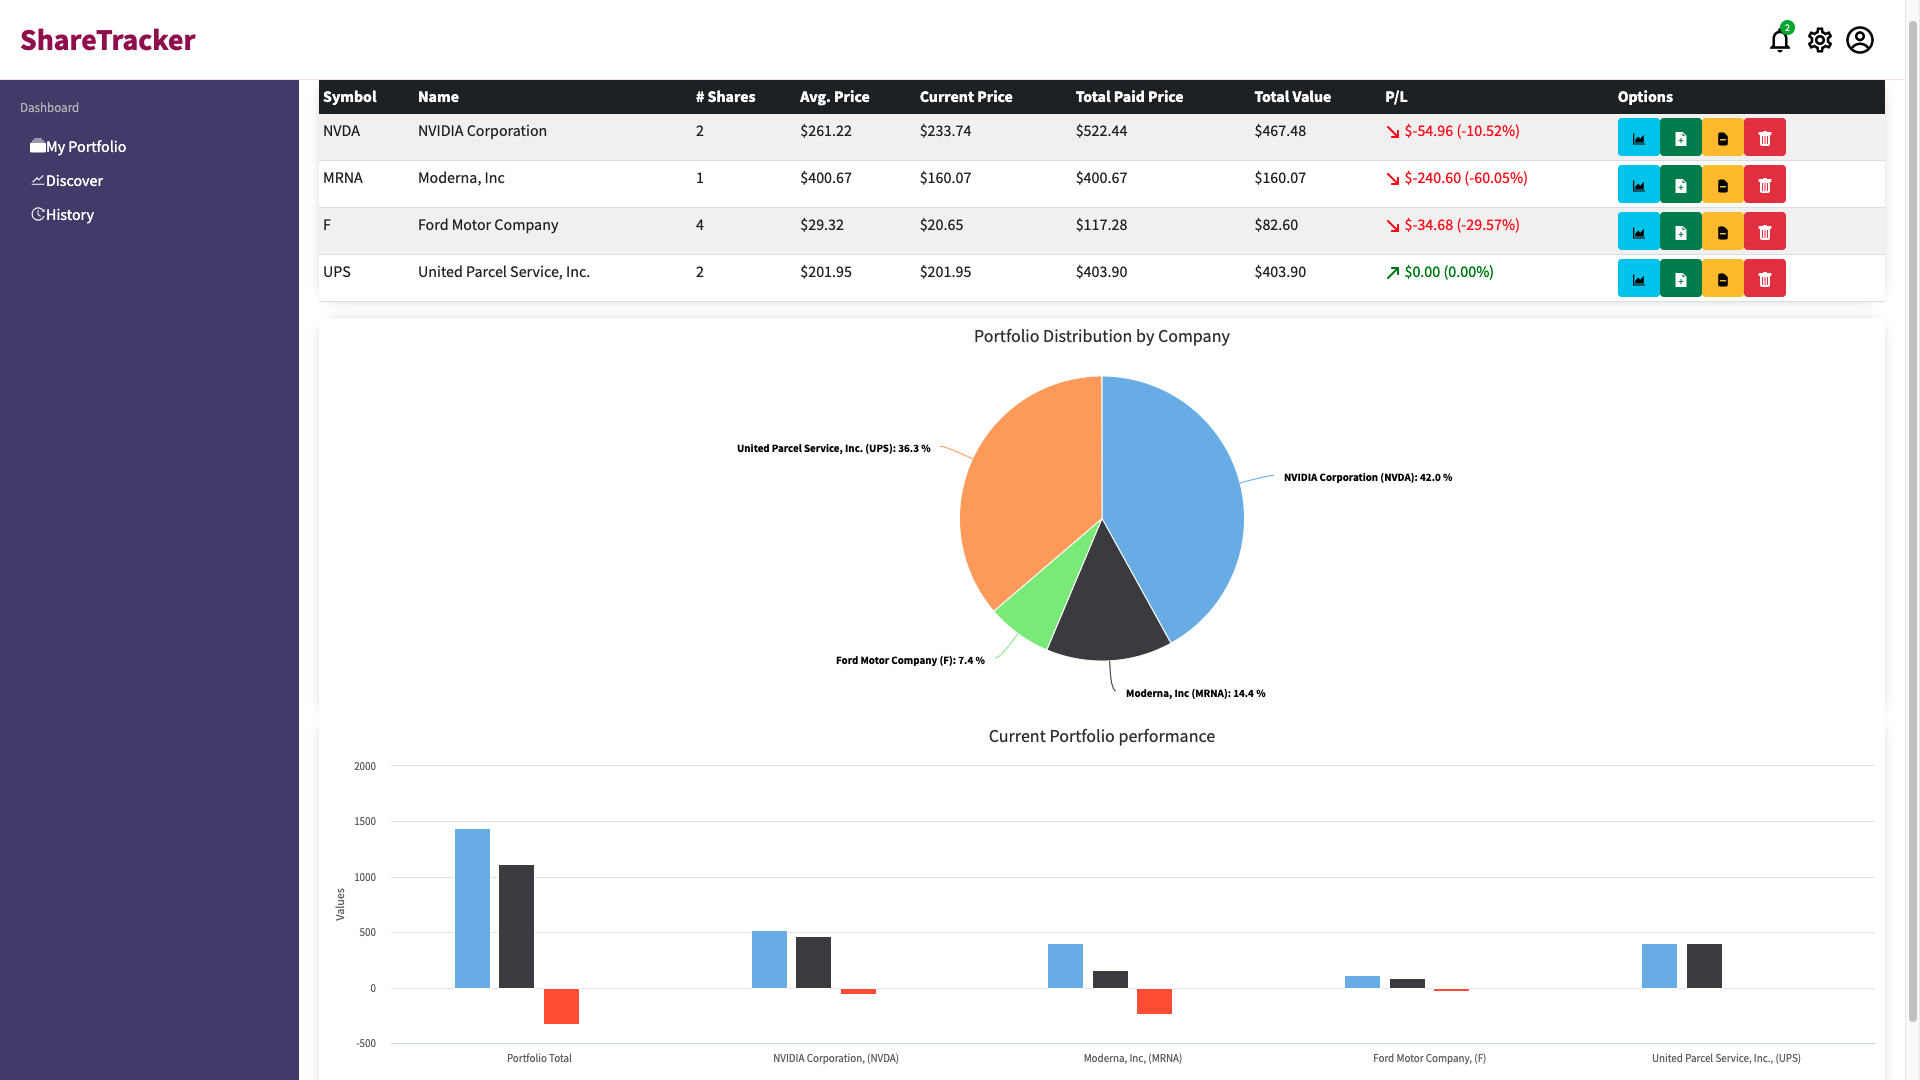 ShareTracker
2
Dashboard
My Portfolio
Discover
History
Symbol Name # Shares Avg. Price Current Price Total Paid Price Total Value P/L Options
NVDA NVIDIA Corporation 2 $261.22 $233.74 $522.44 $467.48 $-54.96 (-10.52%)
MRNA Moderna, Inc 1 $400.67 $160.07 $400.67 $160.07 $-240.60 (-60.05%)
F Ford Motor Company 4 $29.32 $20.65 $117.28 $82.60 $-34.68 (-29.57%)
UPS United Parcel Service, Inc. 2 $201.95 $201.95 $403.90 $403.90 $0.00 (0.00%)
Portfolio Distribution by Company
United Parcel Service, Inc. (UPS): 36.3 %
NVIDIA Corporation (NVDA): 42.0 %
Ford Motor Company (F): 7.4 %
Moderna, Inc (MRNA): 14.4 %
Current Portfolio performance
Values
2000
1500
1000
500
0
-500
Portfolio Total NVIDIA Corporation, (NVDA) Moderna, Inc, (MRNA) Ford Motor Company, (F) United Parcel Service, Inc., (UPS)